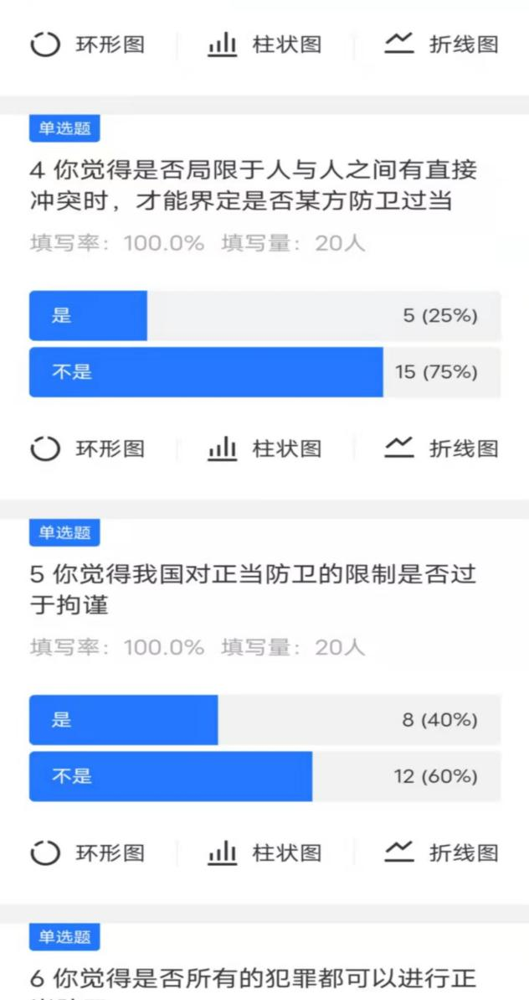 环形图 柱状图 折线图
单选题
4 你觉得是否局限于人与人之间有直接
冲突时，才能界定是否某方防卫过当
填写率：100.0% 填写量：20人
是 5 (25%)
不是 15 (75%)
环形图 柱状图 折线图
单选题
5 你觉得我国对正当防卫的限制是否过
于拘谨
填写率：100.0% 填写量：20人
是 8 (40%)
不是 12 (60%)
环形图 柱状图 折线图
单选题
6 你觉得是否所有的犯罪都可以进行正